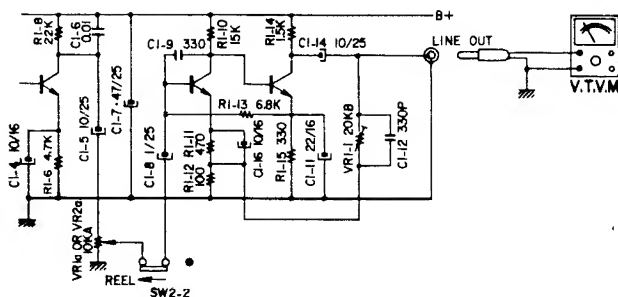 R1-8
22K
C1-6
0.01
C1-9 330
R1-10
15K
R1-14
1.5K
B+
C1-14 10/25
LINE OUT
V.T.V.M
C1-4 10/16
R1-6 4.7K
C1-5 10/25
C1-7 47/25
C1-8 1/25
R1-13 6.8K
R1-11
470
R1-12
100
C1-16 10/16
R1-15 330
C1-11 22/16
VR1-1 20KB
C1-12 330P
VR1a OR VR2a
10KA
REEL
SW2-2